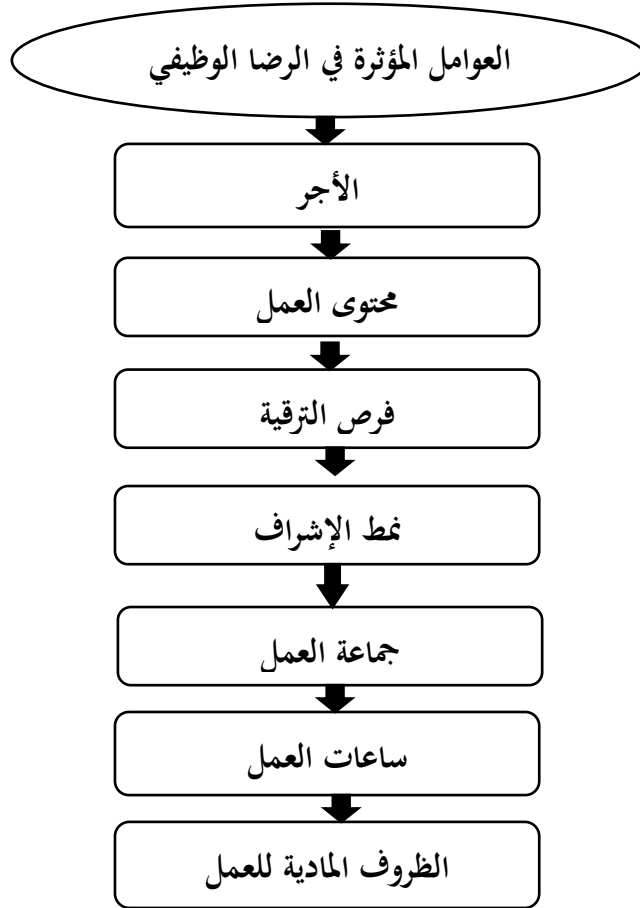 العوامل المؤثرة في الرضا الوظيفي
الأجر
محتوى العمل
فرص الترقية
نمط الإشراف
جماعة العمل
ساعات العمل
الظروف المادية للعمل